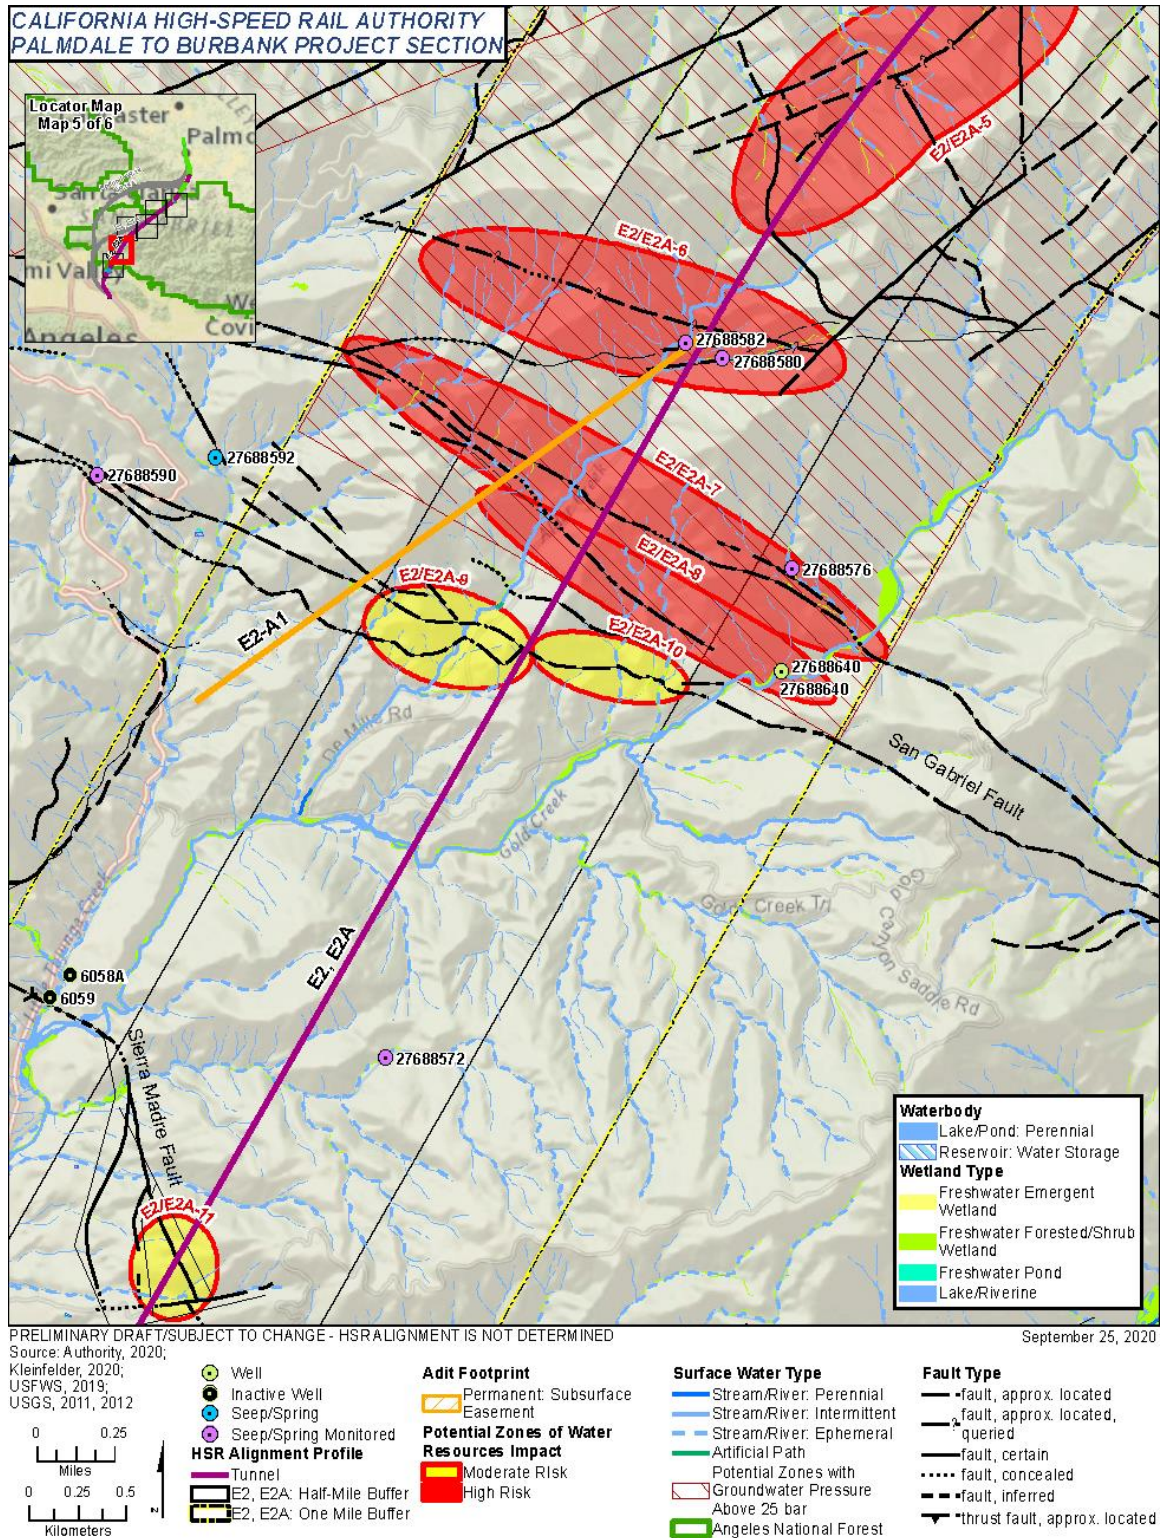 CALIFORNIA HIGH-SPEED RAIL AUTHORITY
PALMDALE TO BURBANK PROJECT SECTION
Locator Map
Map 5 of 6
E2/E2A-5
E2/E2A-6
27688582
27688580
27688592
27688590
E2/E2A-7
E2/E2A-8
27688576
E2/E2A-9
E2-A1
E2/E2A-10
27688640
27688640
De Mille Rd
San Gabriel Fault
Gold Creek
Gold Creek Trl
Gold Canyon Saddle Rd
E2, E2A
6058A
6059
27688572
Sierra Madre Fault
E2/E2A-11
Waterbody
Lake/Pond: Perennial
Reservoir: Water Storage
Wetland Type
Freshwater Emergent
Wetland
Freshwater Forested/Shrub
Wetland
Freshwater Pond
Lake/Riverine
PRELIMINARY DRAFT/SUBJECT TO CHANGE - HSR ALIGNMENT IS NOT DETERMINED
September 25, 2020
Source: Authority, 2020;
Kleinfelder, 2020;
USFWS, 2019;
USGS, 2011, 2012
0 0.25
Miles
0 0.25 0.5
Kilometers
Well
Inactive Well
Seep/Spring
Seep/Spring Monitored
HSR Alignment Profile
Tunnel
E2, E2A: Half-Mile Buffer
E2, E2A: One Mile Buffer
Adit Footprint
Permanent: Subsurface
Easement
Potential Zones of Water
Resources Impact
Moderate Risk
High Risk
Surface Water Type
Stream/River: Perennial
Stream/River: Intermittent
Stream/River: Ephemeral
Artificial Path
Potential Zones with
Groundwater Pressure
Above 25 bar
Angeles National Forest
Fault Type
fault, approx. located
fault, approx. located,
queried
fault, certain
fault, concealed
fault, inferred
thrust fault, approx. located